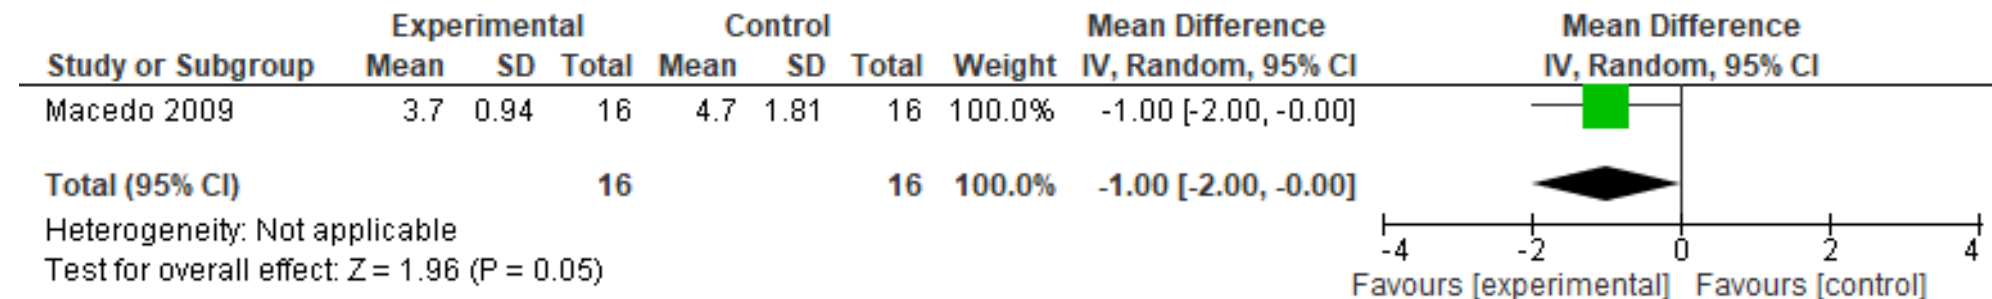 Experimental Control Mean Difference Mean Difference
Study or Subgroup Mean SD Total Mean SD Total Weight IV, Random, 95% CI IV, Random, 95% CI
Macedo 2009 3.7 0.94 16 4.7 1.81 16 100.0% -1.00 [-2.00, -0.00]
Total (95% CI) 16 16 100.0% -1.00 [-2.00, -0.00]
Heterogeneity: Not applicable
Test for overall effect: Z = 1.96 (P = 0.05)
-4 -2 0 2 4
Favours [experimental] Favours [control]